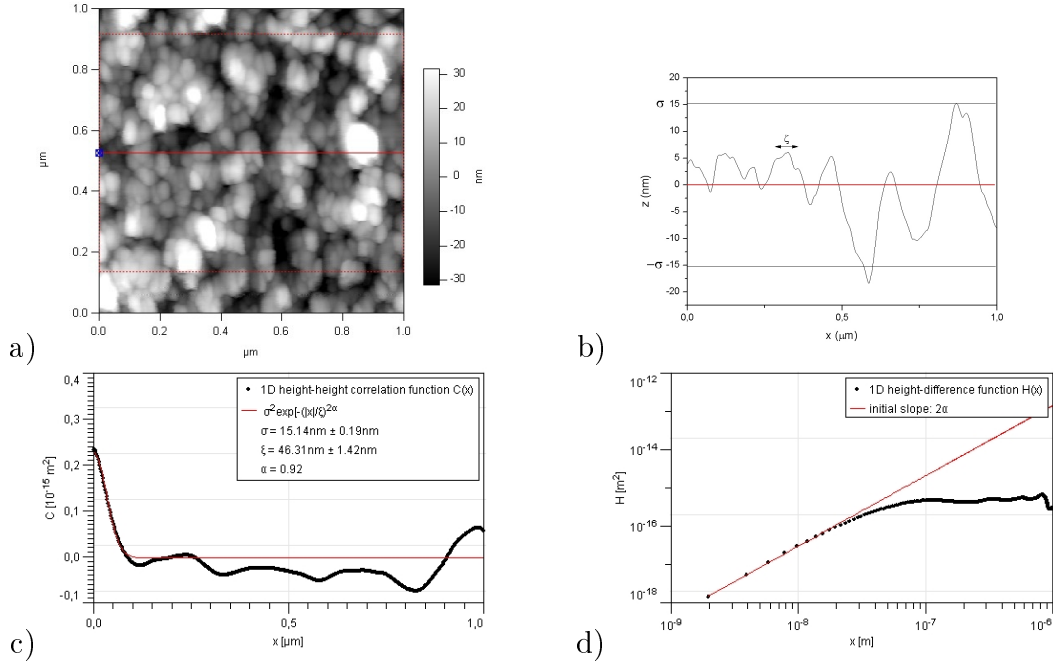 1.0
0.8
0.6
0.4
0.2
0.0
µm
0.0 0.2 0.4 0.6 0.8 1.0
µm
30
20
10
0
-10
-20
-30
nm
a)
σ
−σ
20
15
10
5
0
-5
-10
-15
-20
z (nm)
ζ
0,0 0,5 1,0
x (µm)
b)
0,4
0,2
0,2
0,1
0,0
-0,1
C [10⁻¹⁵ m²]
1D height-height correlation function C(x)
σ²exp[-(|x|/ξ)²ᵅ
σ = 15.14nm ± 0.19nm
ξ = 46.31nm ± 1.42nm
α = 0.92
0,0 0,5 1,0
x [µm]
c)
10⁻¹²
10⁻¹⁴
10⁻¹⁶
10⁻¹⁸
H [m²]
1D height-difference function H(x)
initial slope: 2α
10⁻⁹ 10⁻⁸ 10⁻⁷ 10⁻⁶
x [m]
d)